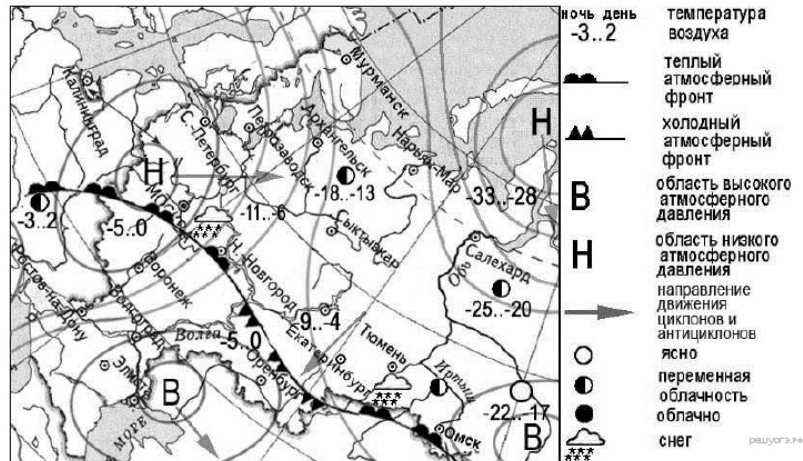 Калининград
С.-Петербург
Петрозаводск
Архангельск
Мурманск
Нарьян-Мар
Н
Н
МОСКВА
-18..-13
-33..-28
-3..2
-5..0
-11..-6
Сыктывкар
Обь
Салехард
-25..-20
Ростов-на-Дону
Воронеж
Волгоград
Н. Новгород
Волга
-5..0
-9..-4
Екатеринбург
Тюмень
Элиста
Оренбург
Иртыш
В
-22..-17
МОРЕ
Омск
В
ночь день
-3..2
температура
воздуха
теплый
атмосферный
фронт
холодный
атмосферный
фронт
В
область высокого
атмосферного
давления
Н
область низкого
атмосферного
давления
направление
движения
циклонов и
антициклонов
ясно
переменная
облачность
облачно
снег
решуогэ.рф